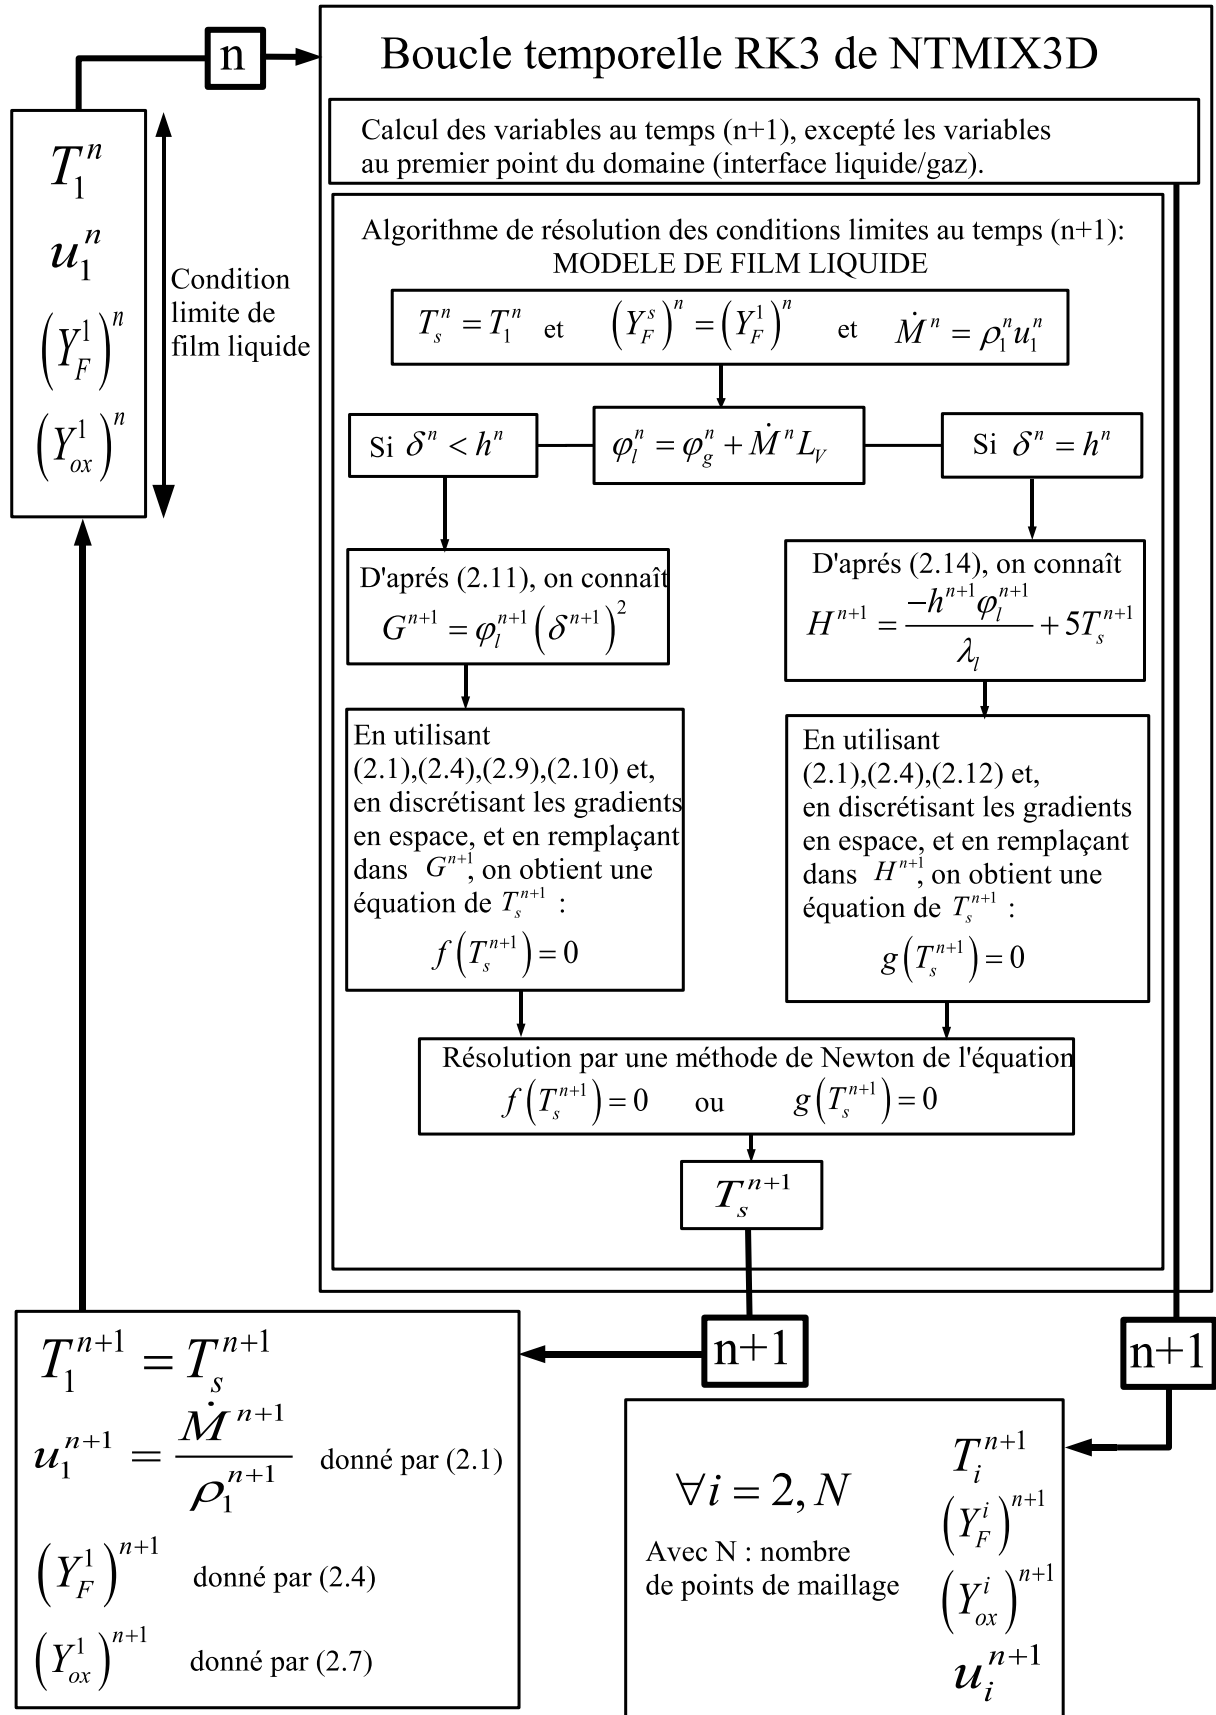 n
Boucle temporelle RK3 de NTMIX3D
Calcul des variables au temps (n+1), excepté les variables
au premier point du domaine (interface liquide/gaz).
T_1^n
u_1^n
(Y_F^1)^n
(Y_{ox}^1)^n
Condition
limite de
film liquide
Algorithme de résolution des conditions limites au temps (n+1):
MODELE DE FILM LIQUIDE
T_s^n = T_1^n et (Y_F^s)^n = (Y_F^1)^n et Ṁ^n = ρ_1^n u_1^n
Si δ^n < h^n
φ_l^n = φ_g^n + Ṁ^n L_V
Si δ^n = h^n
D'aprés (2.11), on connaît
G^{n+1} = φ_l^{n+1} (δ^{n+1})^2
D'aprés (2.14), on connaît
H^{n+1} = \frac{-h^{n+1} φ_l^{n+1}}{λ_l} + 5T_s^{n+1}
En utilisant
(2.1),(2.4),(2.9),(2.10) et,
en discrétisant les gradients
en espace, et en remplaçant
dans G^{n+1}, on obtient une
équation de T_s^{n+1} :
f(T_s^{n+1}) = 0
En utilisant
(2.1),(2.4),(2.12) et,
en discrétisant les gradients
en espace, et en remplaçant
dans H^{n+1}, on obtient une
équation de T_s^{n+1} :
g(T_s^{n+1}) = 0
Résolution par une méthode de Newton de l'équation
f(T_s^{n+1}) = 0 ou g(T_s^{n+1}) = 0
T_s^{n+1}
n+1
n+1
T_1^{n+1} = T_s^{n+1}
u_1^{n+1} = \frac{Ṁ^{n+1}}{ρ_1^{n+1}} donné par (2.1)
(Y_F^1)^{n+1} donné par (2.4)
(Y_{ox}^1)^{n+1} donné par (2.7)
∀i = 2, N
Avec N : nombre
de points de maillage
T_i^{n+1}
(Y_F^i)^{n+1}
(Y_{ox}^i)^{n+1}
u_i^{n+1}